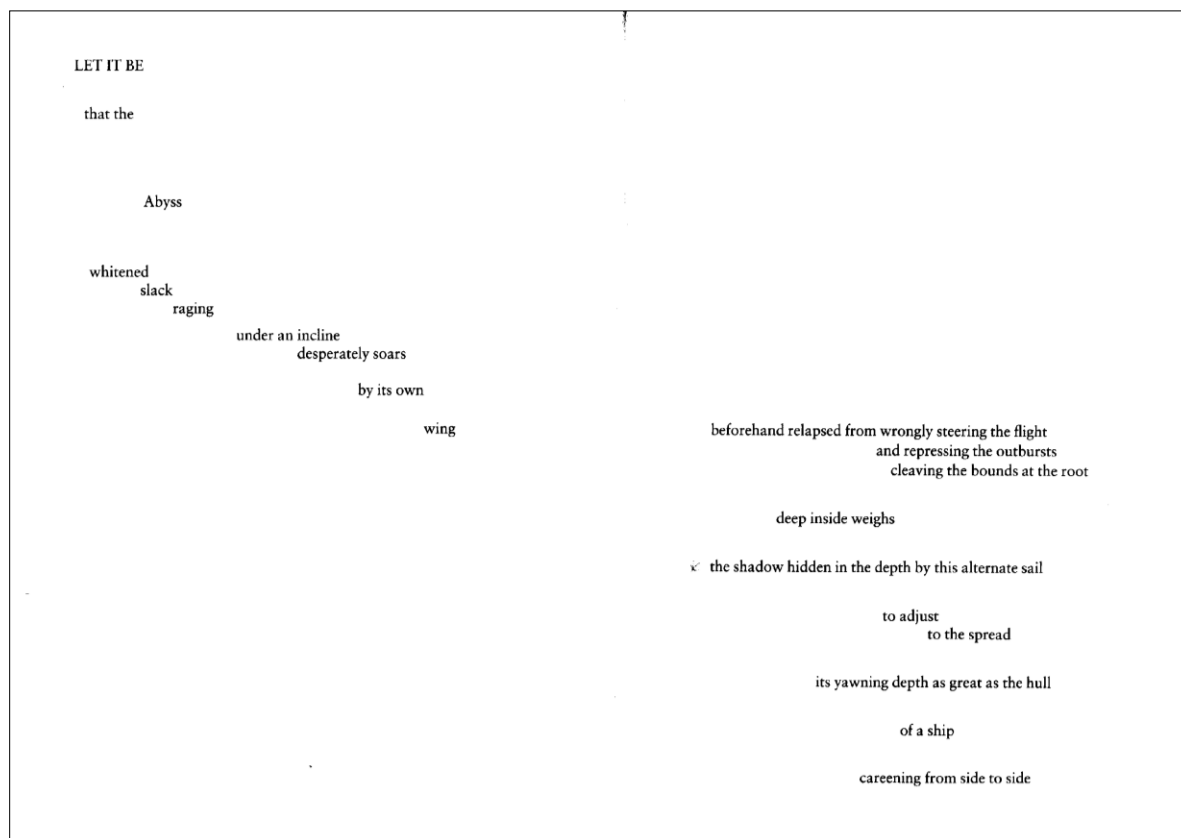 LET IT BE
that the
Abyss
whitened
slack
raging
under an incline
desperately soars
by its own
wing
beforehand relapsed from wrongly steering the flight
and repressing the outbursts
cleaving the bounds at the root
deep inside weighs
the shadow hidden in the depth by this alternate sail
to adjust
to the spread
its yawning depth as great as the hull
of a ship
careening from side to side